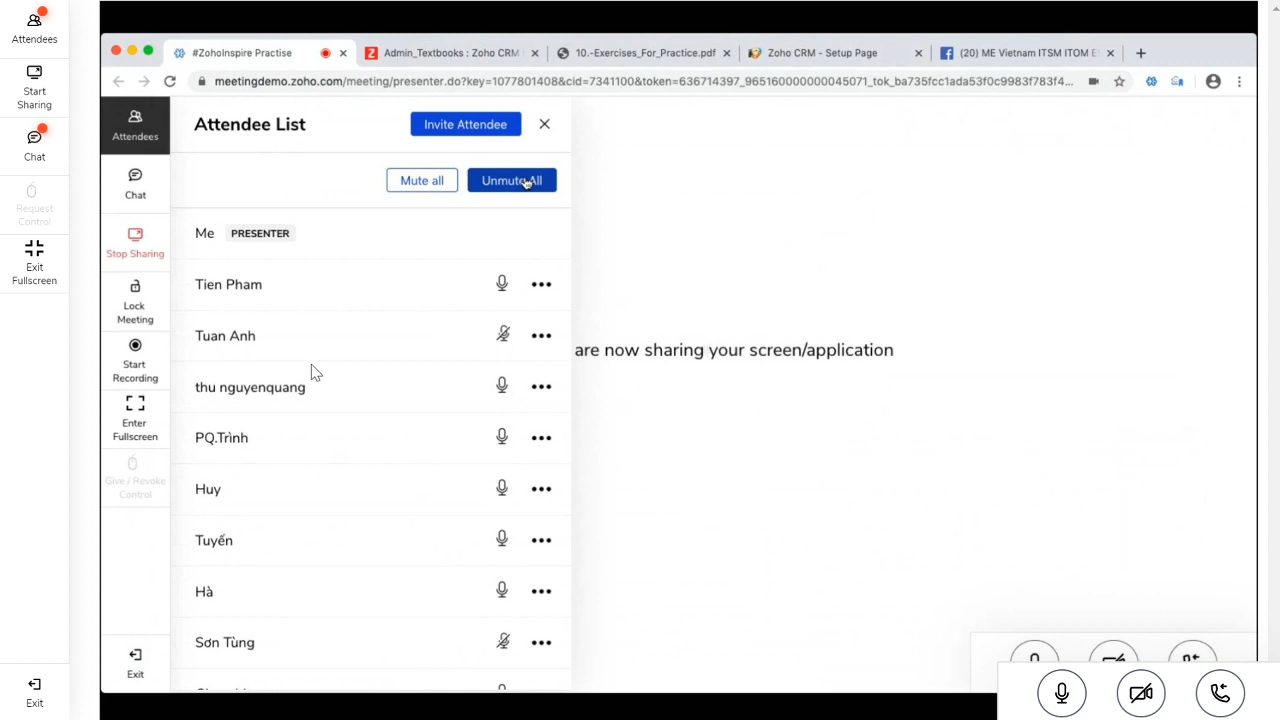 Attendees
Start
Sharing
Chat
Request
Control
Exit
Fullscreen
Exit
#ZohoInspire Practise
Admin_Textbooks : Zoho CRM
10.-Exercises_For_Practice.pdf
Zoho CRM - Setup Page
(20) ME Vietnam ITSM ITOM E
meetingdemo.zoho.com/meeting/presenter.do?key=1077801408&cid=7341100&token=636714397_965160000000045071_tok_ba735fcc1ada53f0c9983f783f4...
Attendees
Chat
Stop Sharing
Lock
Meeting
Start
Recording
Enter
Fullscreen
Give / Revoke
Control
Exit
Attendee List
Invite Attendee
Mute all
Unmute All
Me PRESENTER
Tien Pham
Tuan Anh
thu nguyenquang
PQ.Trình
Huy
Tuyến
Hà
Sơn Tùng
are now sharing your screen/application